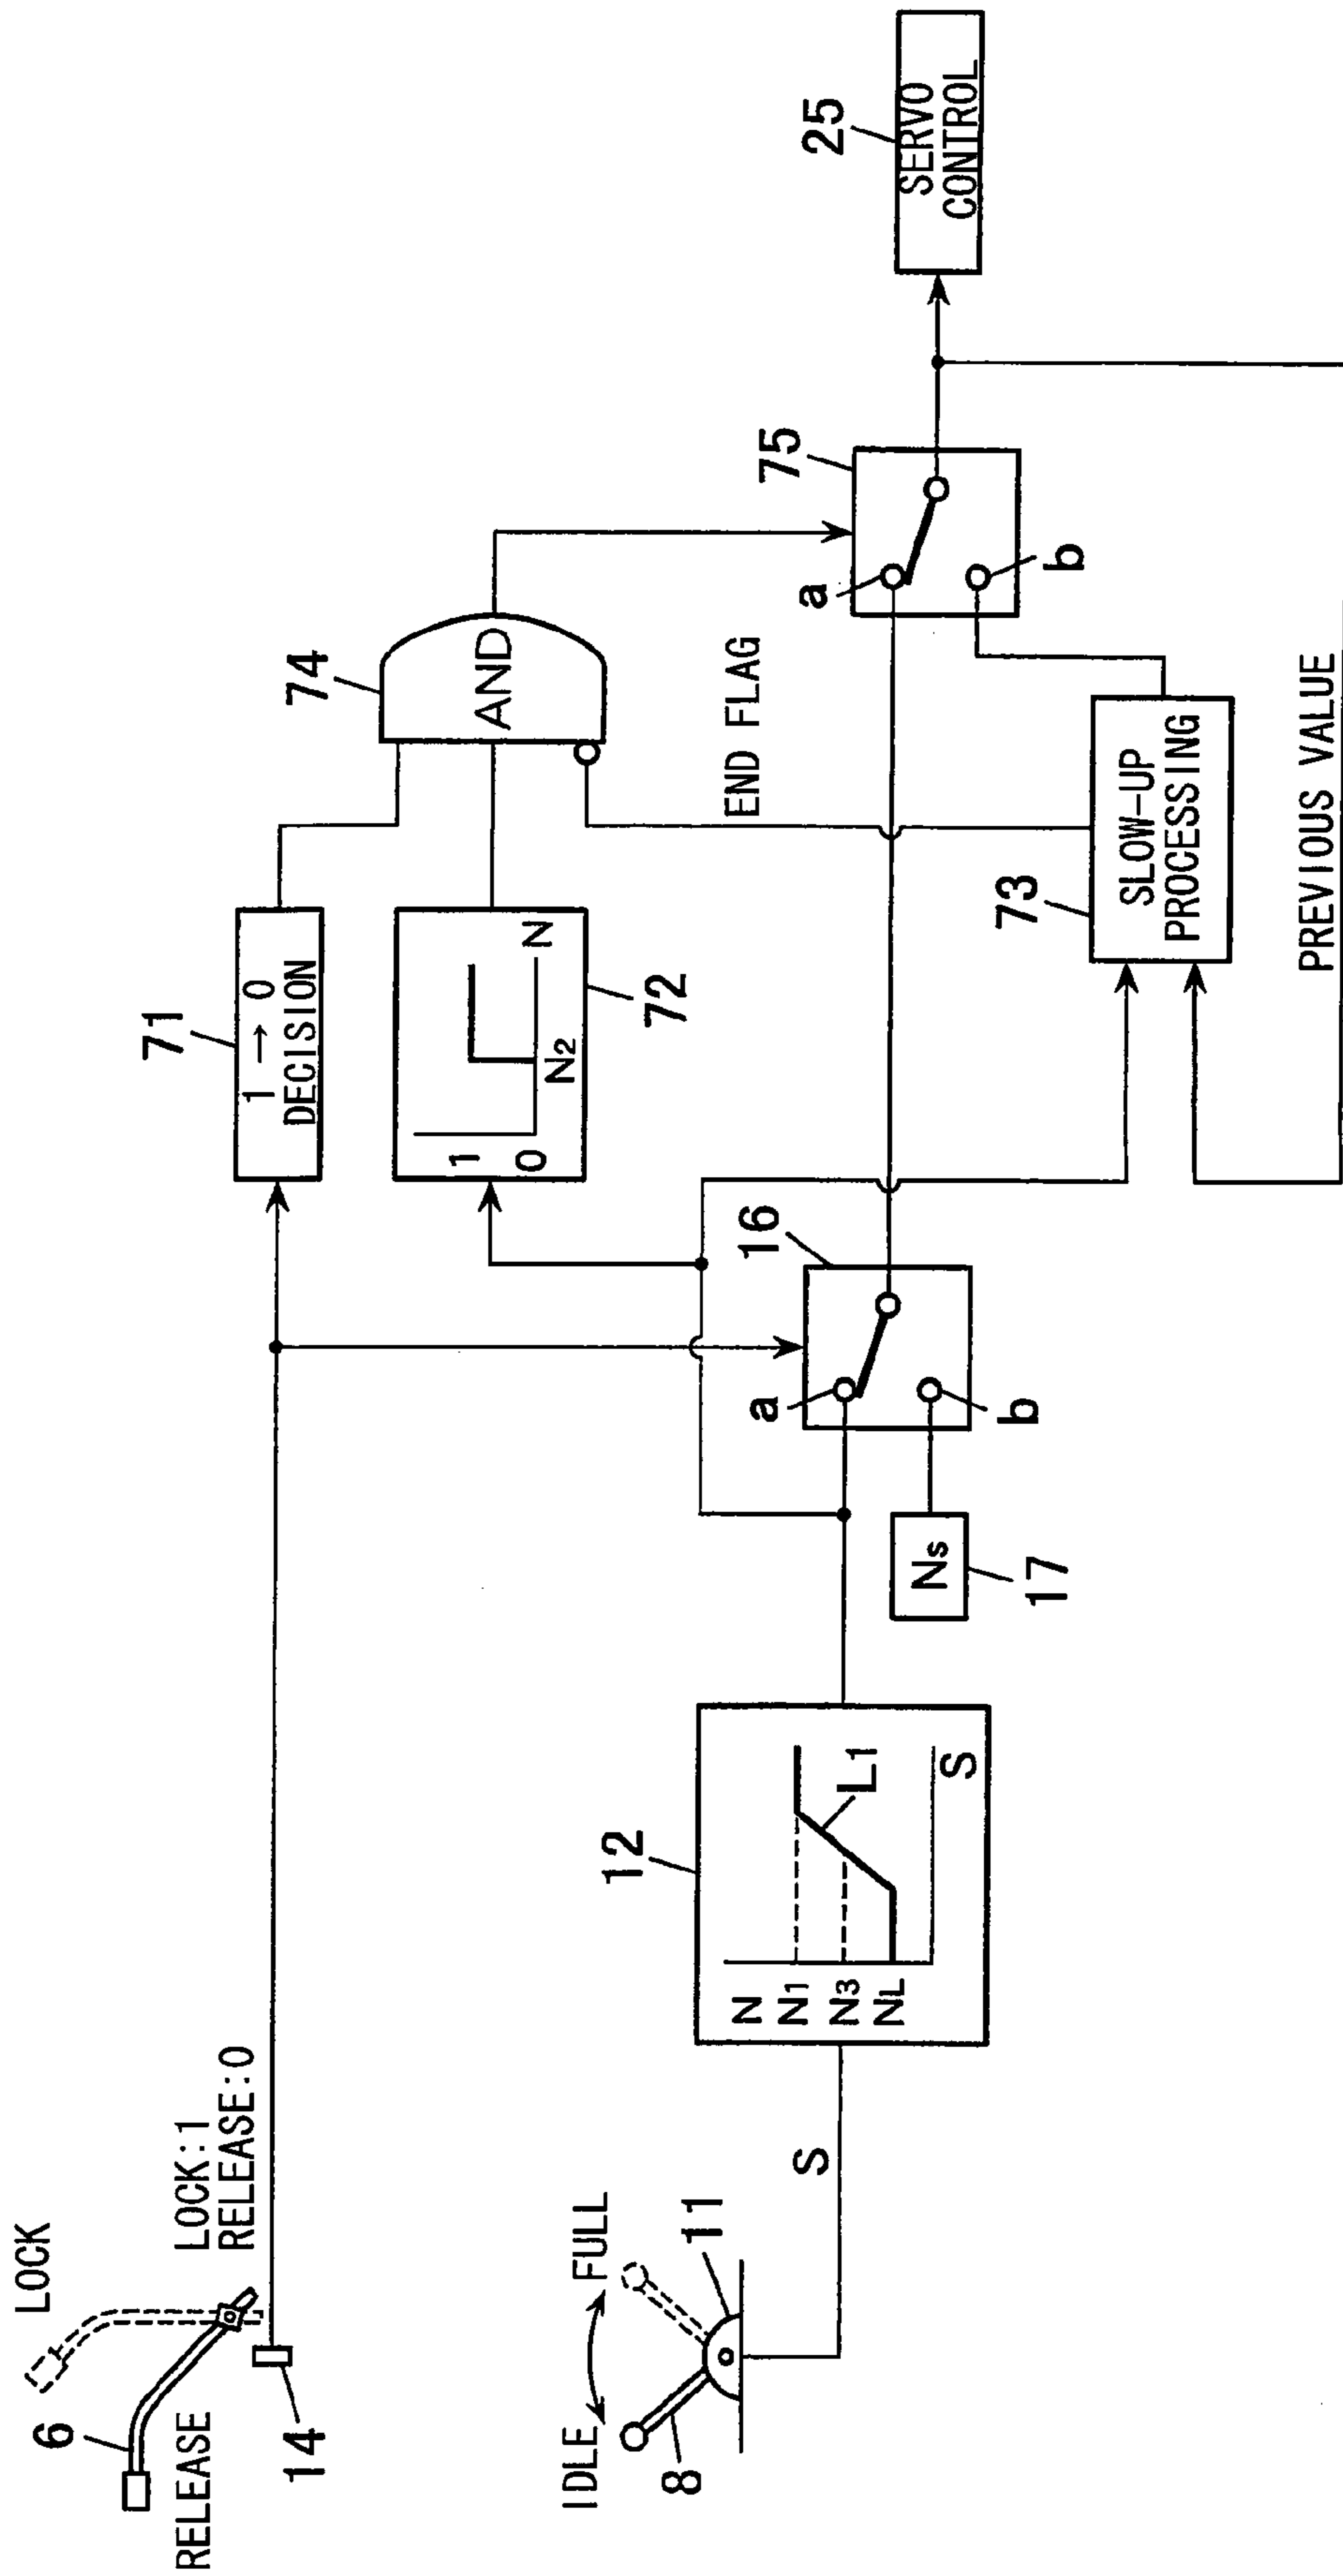 LOCK
6
RELEASE
14
LOCK:1
RELEASE:0
71
1 → 0
DECISION
72
1
0
N2
N
74
AND
END FLAG
IDLE
FULL
8
11
S
12
N
N1
N3
NL
L1
S
16
a
b
Ns
17
75
a
b
73
SLOW-UP
PROCESSING
PREVIOUS VALUE
25
SERVO
CONTROL